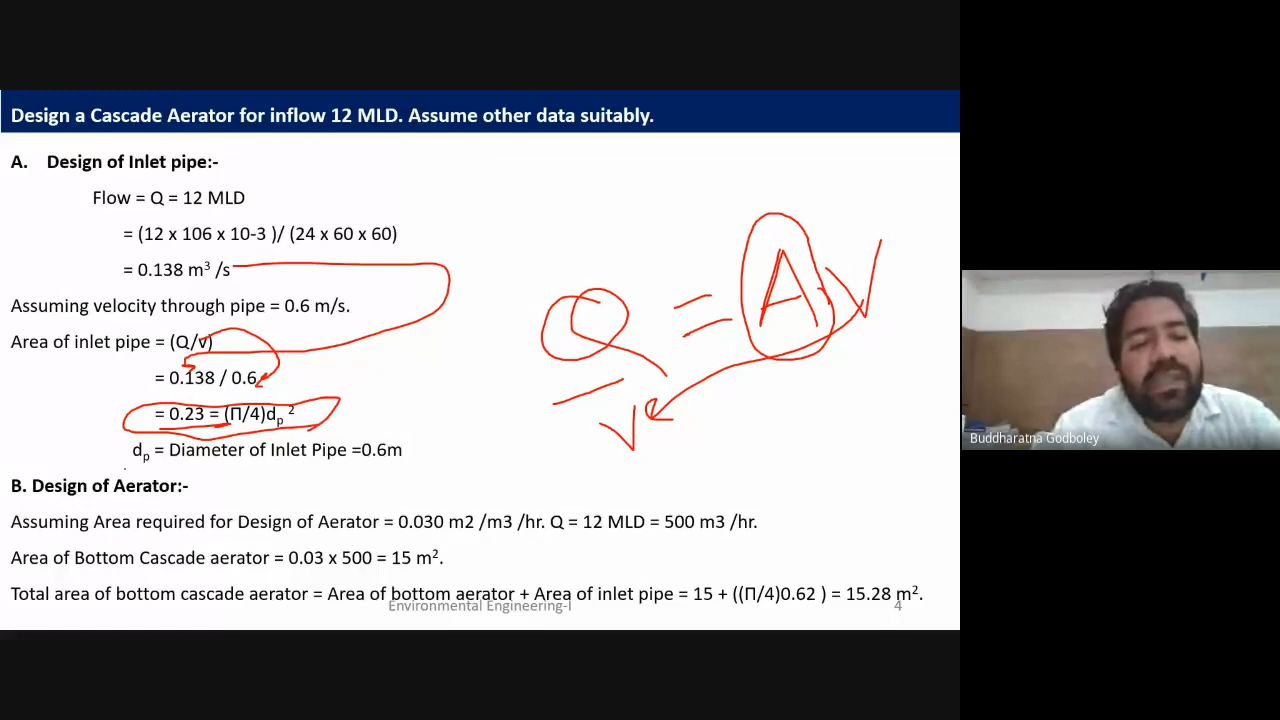 Design a Cascade Aerator for inflow 12 MLD. Assume other data suitably.
A. Design of Inlet pipe:-
Flow = Q = 12 MLD
= (12 x 106 x 10-3 )/ (24 x 60 x 60)
= 0.138 m³ /s
Assuming velocity through pipe = 0.6 m/s.
Area of inlet pipe = (Q/v)
= 0.138 / 0.6
= 0.23 = (Π/4)dₚ ²
dₚ = Diameter of Inlet Pipe =0.6m
Q = AV
= V
B. Design of Aerator:-
Assuming Area required for Design of Aerator = 0.030 m2 /m3 /hr. Q = 12 MLD = 500 m3 /hr.
Area of Bottom Cascade aerator = 0.03 x 500 = 15 m².
Total area of bottom cascade aerator = Area of bottom aerator + Area of inlet pipe = 15 + ((Π/4)0.62 ) = 15.28 m².
Environmental Engineering-I 4
Buddharatna Godboley